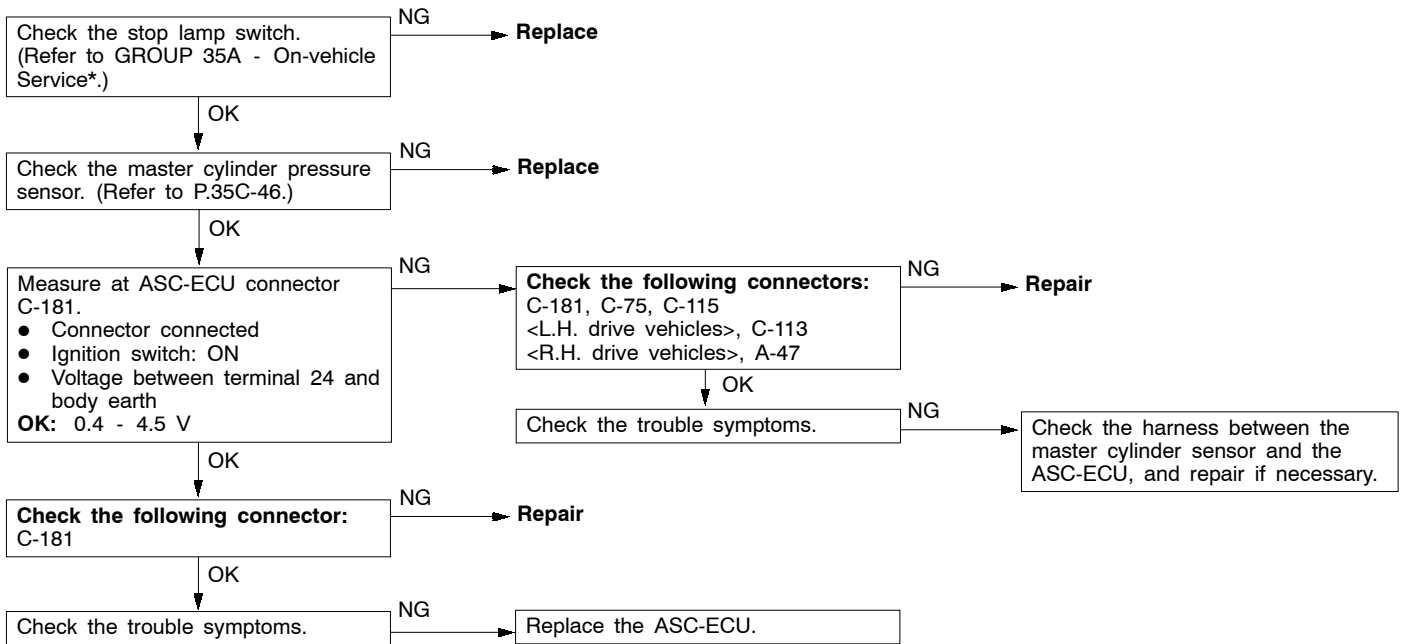 Check the stop lamp switch.
(Refer to GROUP 35A - On-vehicle
Service*.)
NG
Replace
OK
Check the master cylinder pressure
sensor. (Refer to P.35C-46.)
NG
Replace
OK
Measure at ASC-ECU connector
C-181.
● Connector connected
● Ignition switch: ON
● Voltage between terminal 24 and
body earth
OK: 0.4 - 4.5 V
NG
Check the following connectors:
C-181, C-75, C-115
<L.H. drive vehicles>, C-113
<R.H. drive vehicles>, A-47
NG
Repair
OK
Check the trouble symptoms.
NG
Check the harness between the
master cylinder sensor and the
ASC-ECU, and repair if necessary.
OK
Check the following connector:
C-181
NG
Repair
OK
Check the trouble symptoms.
NG
Replace the ASC-ECU.